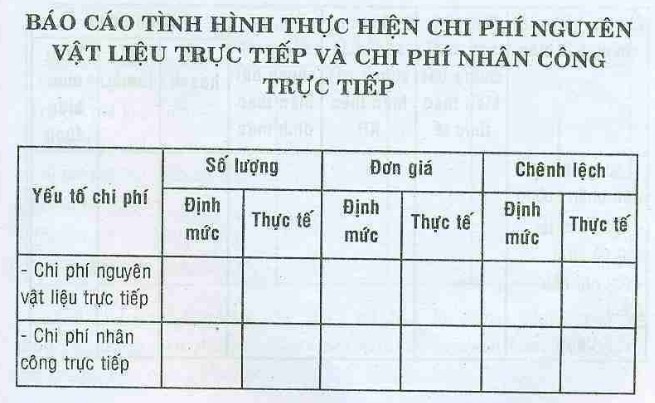 BÁO CÁO TÌNH HÌNH THỰC HIỆN CHI PHÍ NGUYÊN
VẬT LIỆU TRỰC TIẾP VÀ CHI PHÍ NHÂN CÔNG
TRỰC TIẾP
Yếu tố chi phí
Số lượng
Đơn giá
Chênh lệch
Định mức
Thực tế
Định mức
Thực tế
Định mức
Thực tế
- Chi phí nguyên
vật liệu trực tiếp
- Chi phí nhân
công trực tiếp